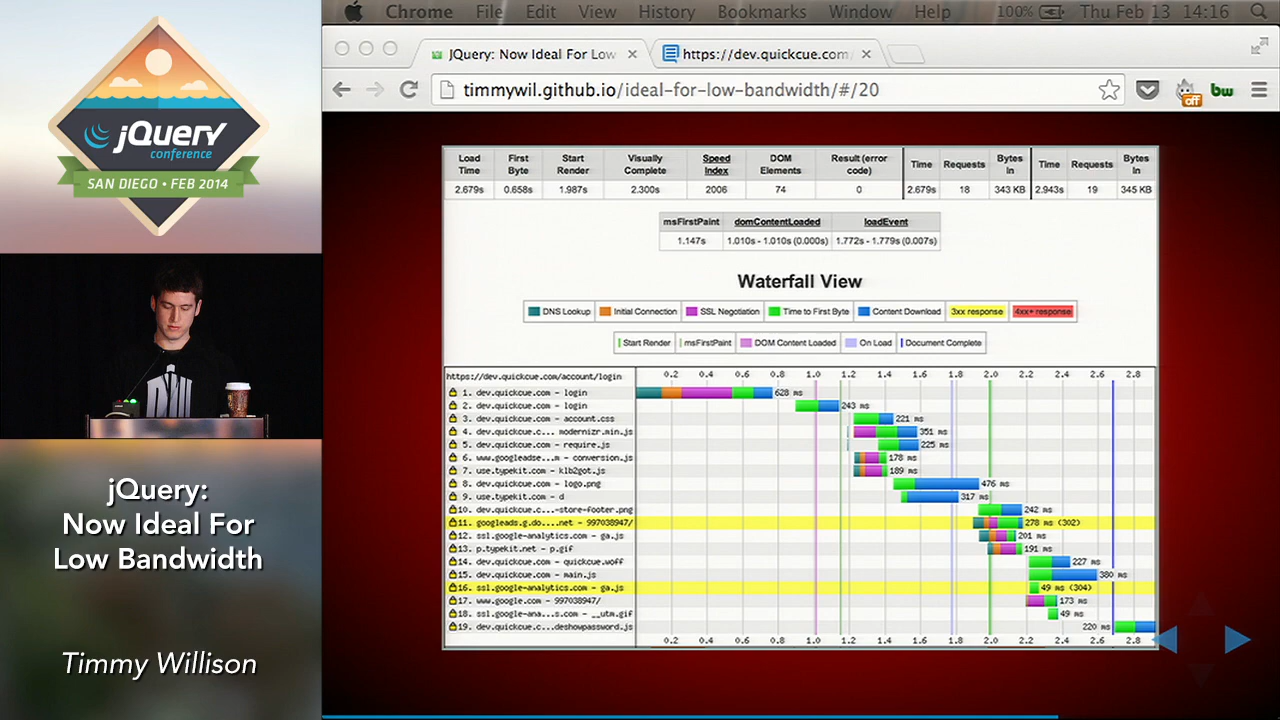 Chrome File Edit View History Bookmarks Window Help 100% Thu Feb 13 14:16
jQuery: Now Ideal For Low
https://dev.quickcue.com
timmywil.github.io/ideal-for-low-bandwidth/#/20
off
bw
jQuery
conference
SAN DIEGO • FEB 2014
jQuery:
Now Ideal For
Low Bandwidth
Timmy Willison
Load Time First Byte Start Render Visually Complete Speed Index DOM Elements Result (error code) Time Requests Bytes In Time Requests Bytes In
2.679s 0.658s 1.987s 2.300s 2006 74 0 2.679s 18 343 KB 2.943s 19 345 KB
msFirstPaint domContentLoaded loadEvent
1.147s 1.010s - 1.010s (0.000s) 1.772s - 1.779s (0.007s)
Waterfall View
DNS Lookup Initial Connection SSL Negotiation Time to First Byte Content Download 3xx response 4xx+ response
Start Render msFirstPaint DOM Content Loaded On Load Document Complete
https://dev.quickcue.com/account/login 0.2 0.4 0.6 0.8 1.0 1.2 1.4 1.6 1.8 2.0 2.2 2.4 2.6 2.8
1. dev.quickcue.com - login 628 ms
2. dev.quickcue.com - login 243 ms
3. dev.quickcue.com - account.css 221 ms
4. dev.quickcue.c... modernizr.min.js 351 ms
5. dev.quickcue.com - require.js 225 ms
6. www.googleadse...m - conversion.js 178 ms
7. use.typekit.com - klb2got.js 189 ms
8. dev.quickcue.com - logo.png 476 ms
9. use.typekit.com - d 317 ms
10. dev.quickcue.c...-store-footer.png 242 ms
11. googleads.g.do....net - 997038947/ 278 ms (302)
12. ssl.google-analytics.com - ga.js 201 ms
13. p.typekit.net - p.gif 191 ms
14. dev.quickcue.com - quickcue.woff 227 ms
15. dev.quickcue.com - main.js 380 ms
16. ssl.google-analytics.com - ga.js 49 ms (304)
17. www.google.com - 997038947/ 173 ms
18. ssl.google-ana...s.com - __utm.gif 49 ms
19. dev.quickcue.c...deshowpassword.js 220 ms
0.2 0.4 0.6 0.8 1.0 1.2 1.4 1.6 1.8 2.0 2.2 2.4 2.6 2.8